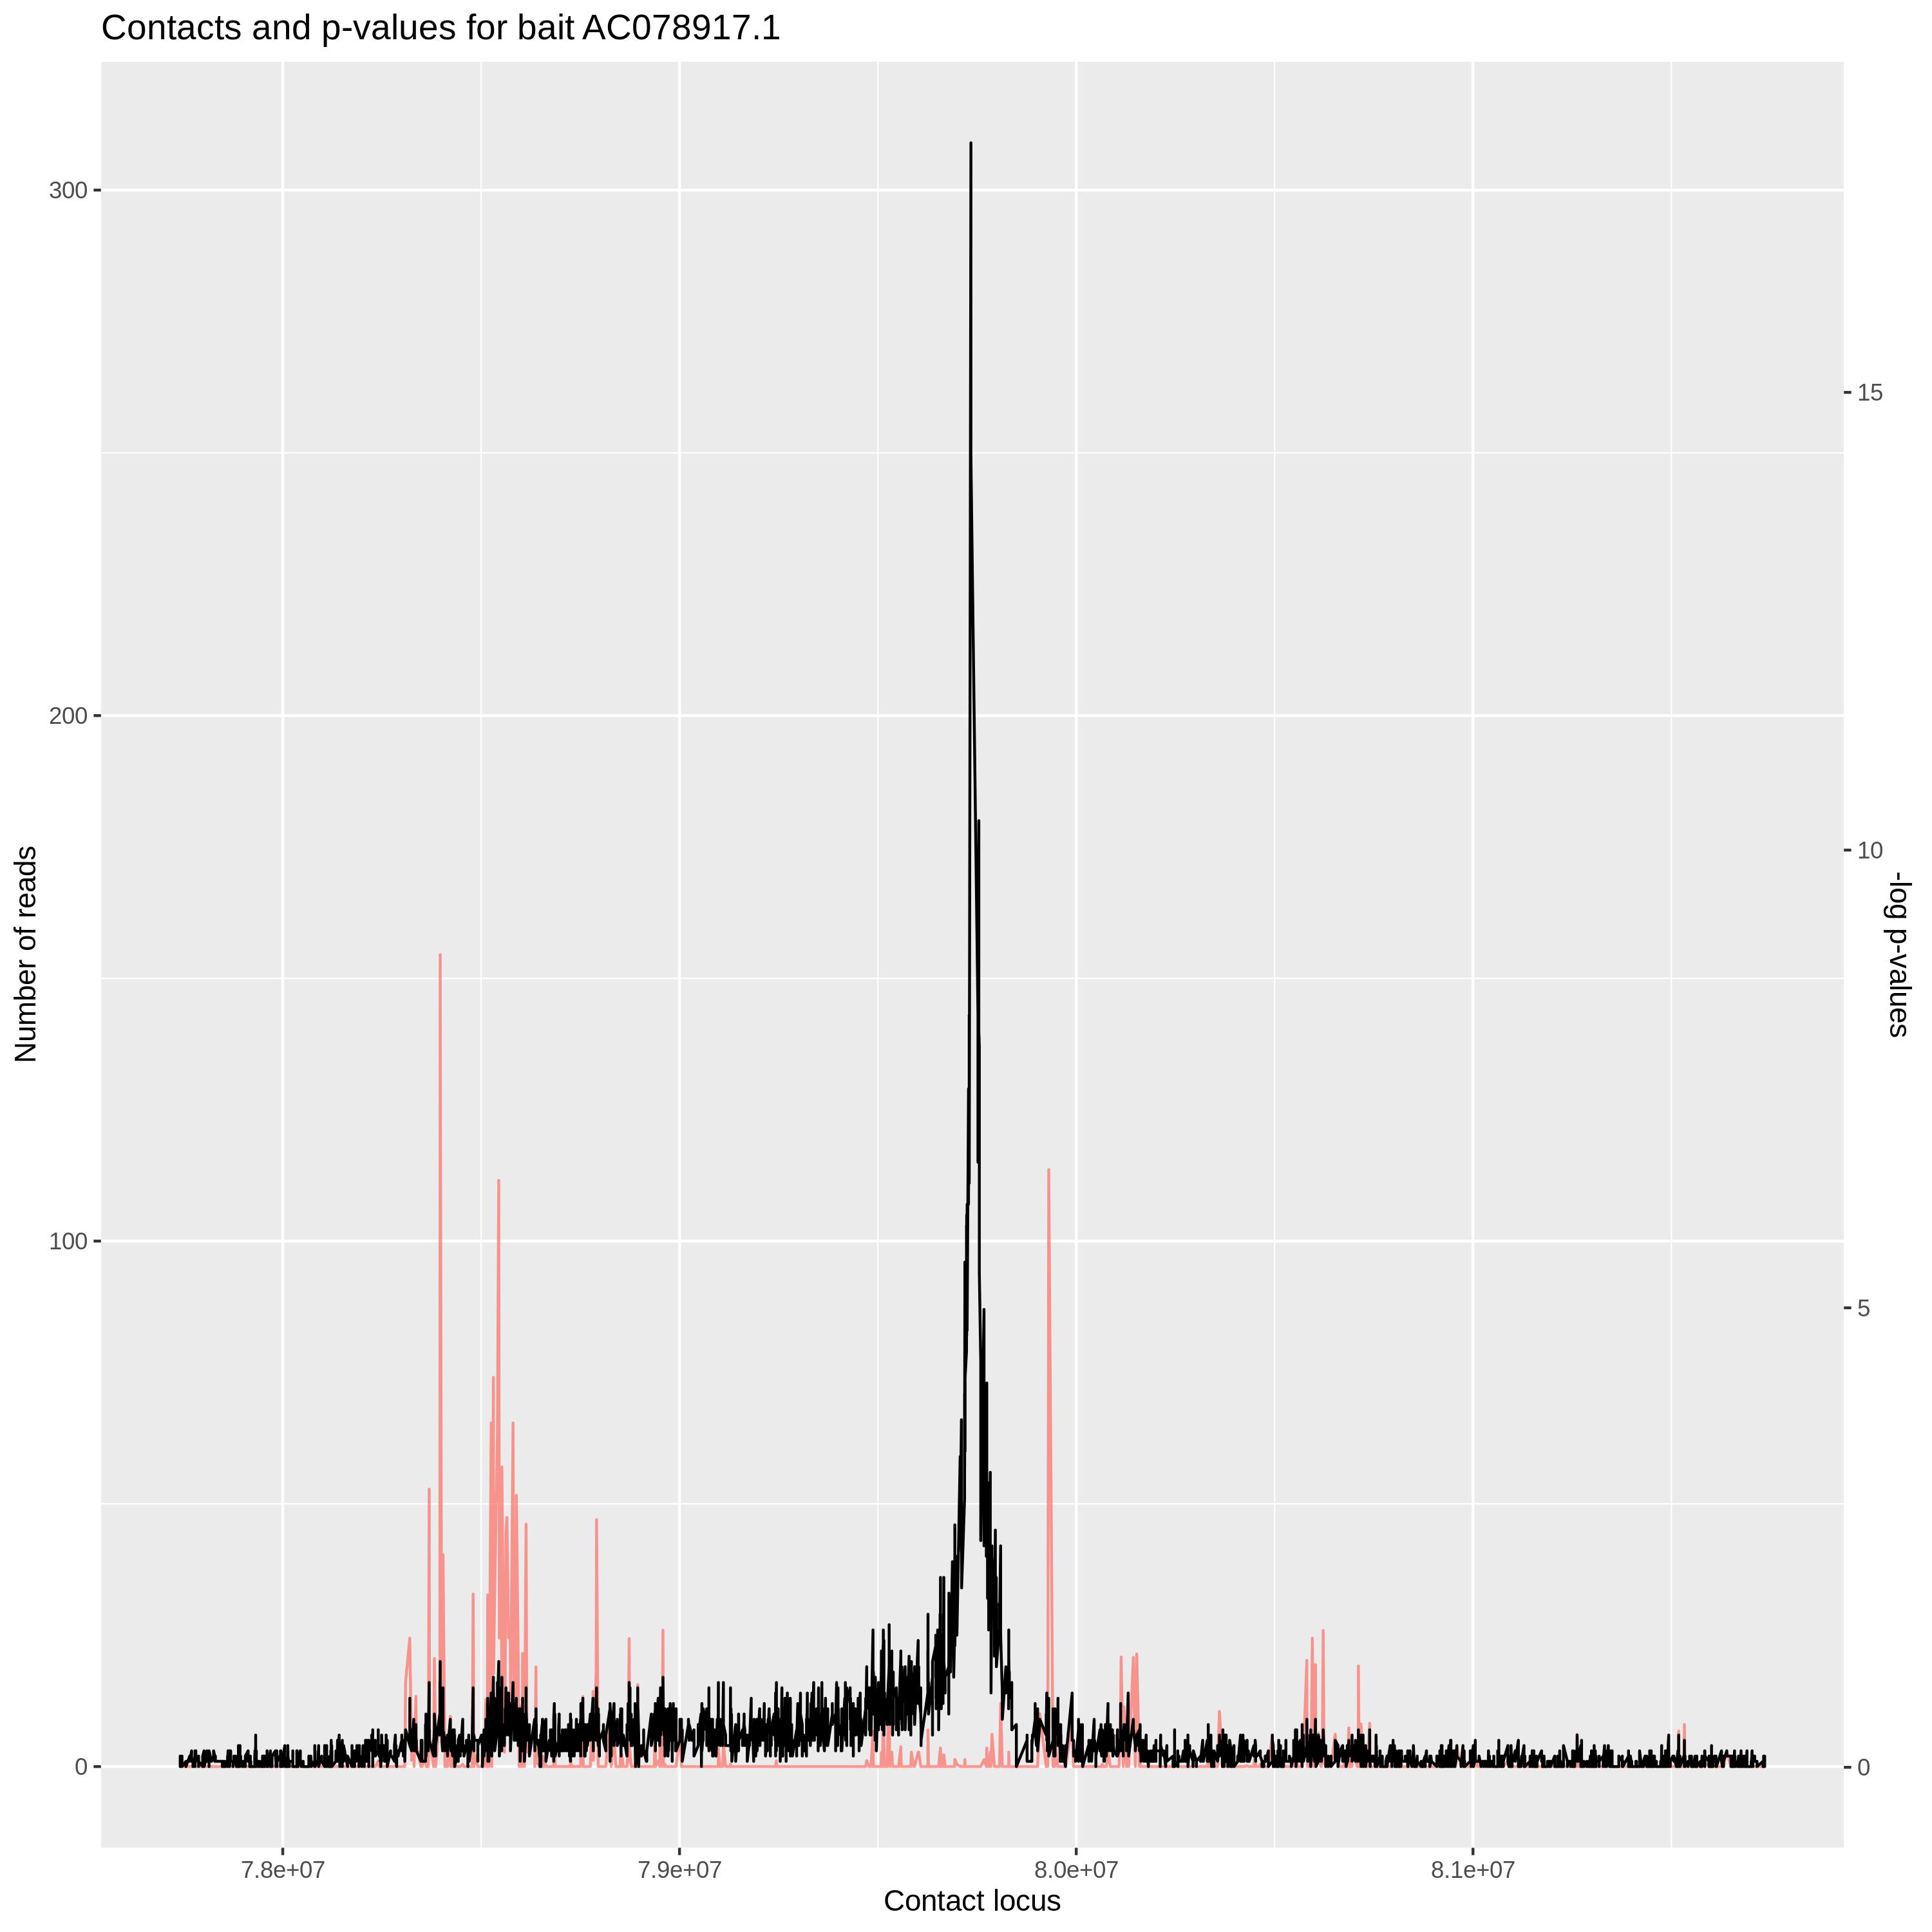 Contacts and p-values for bait AC078917.1
Number of reads
300
200
100
0
15
10
5
0
-log p-values
7.8e+07
7.9e+07
8.0e+07
8.1e+07
Contact locus